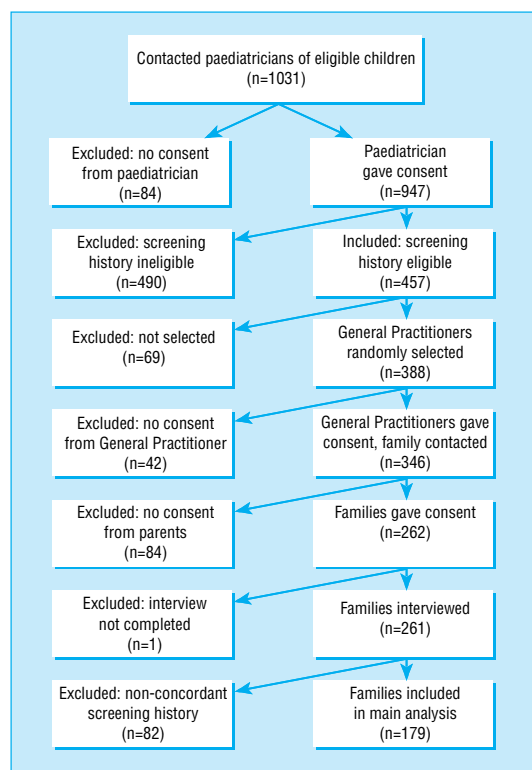 Contacted paediatricians of eligible children
(n=1031)
Excluded: no consent
from paediatrician
(n=84)
Paediatrician
gave consent
(n=947)
Excluded: screening
history ineligible
(n=490)
Included: screening
history eligible
(n=457)
Excluded: not selected
(n=69)
General Practitioners
randomly selected
(n=388)
Excluded: no consent
from General Practitioner
(n=42)
General Practitioners gave
consent, family contacted
(n=346)
Excluded: no consent
from parents
(n=84)
Families gave consent
(n=262)
Excluded: interview
not completed
(n=1)
Families interviewed
(n=261)
Excluded: non-concordant
screening history
(n=82)
Families included
in main analysis
(n=179)